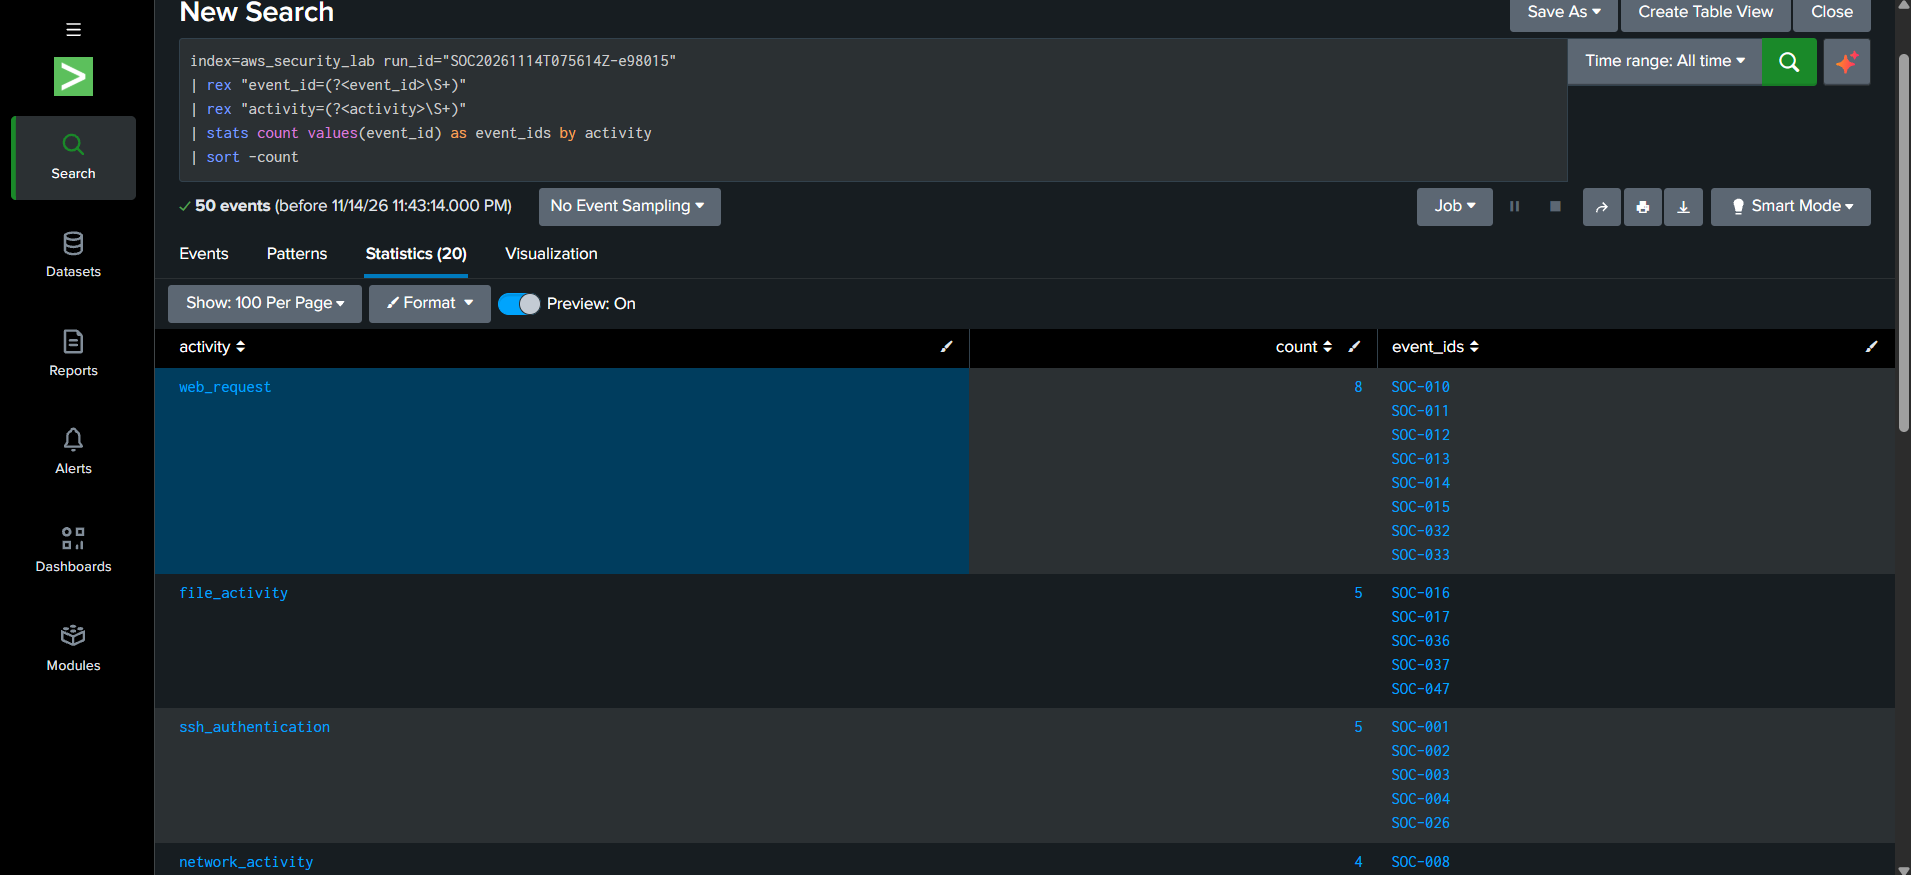 New Search
Save As
Create Table View
Close
index=aws_security_lab run_id="SOC20261114T075614Z-e98015"
| rex "event_id=(?<event_id>\S+)"
| rex "activity=(?<activity>\S+)"
| stats count values(event_id) as event_ids by activity
| sort -count
Time range: All time
50 events (before 11/14/26 11:43:14.000 PM)
No Event Sampling
Job
Smart Mode
Events
Patterns
Statistics (20)
Visualization
Show: 100 Per Page
Format
Preview: On
Search
Datasets
Reports
Alerts
Dashboards
Modules
activity
count
event_ids
web_request
8
SOC-010
SOC-011
SOC-012
SOC-013
SOC-014
SOC-015
SOC-032
SOC-033
file_activity
5
SOC-016
SOC-017
SOC-036
SOC-037
SOC-047
ssh_authentication
5
SOC-001
SOC-002
SOC-003
SOC-004
SOC-026
network_activity
4
SOC-008